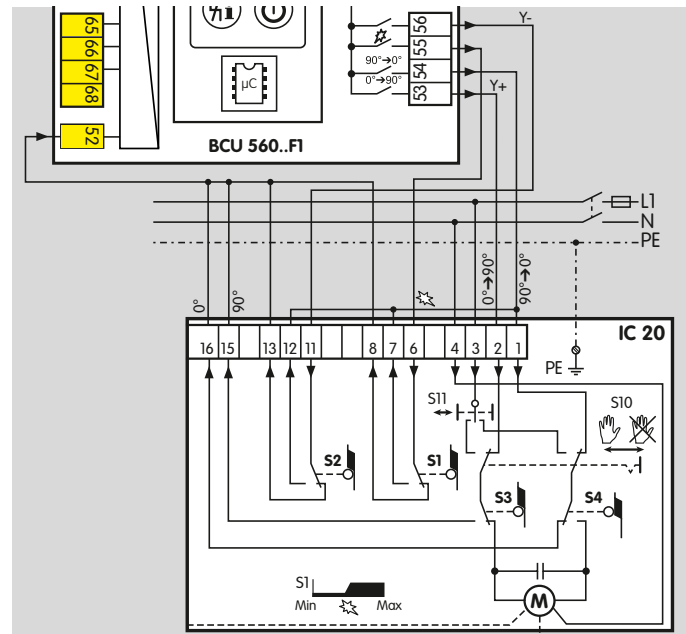 65
66
67
68
52
µC
BCU 560..F1
56
55
54
53
90°→0°
0°→90°
Y-
Y+
L1
N
PE
0°
90°
0°→90°
90°→0°
IC 20
16 15 13 12 11 8 7 6 4 3 2 1
PE
S11
S10
S2
S1
S3
S4
S1
Min Max
M